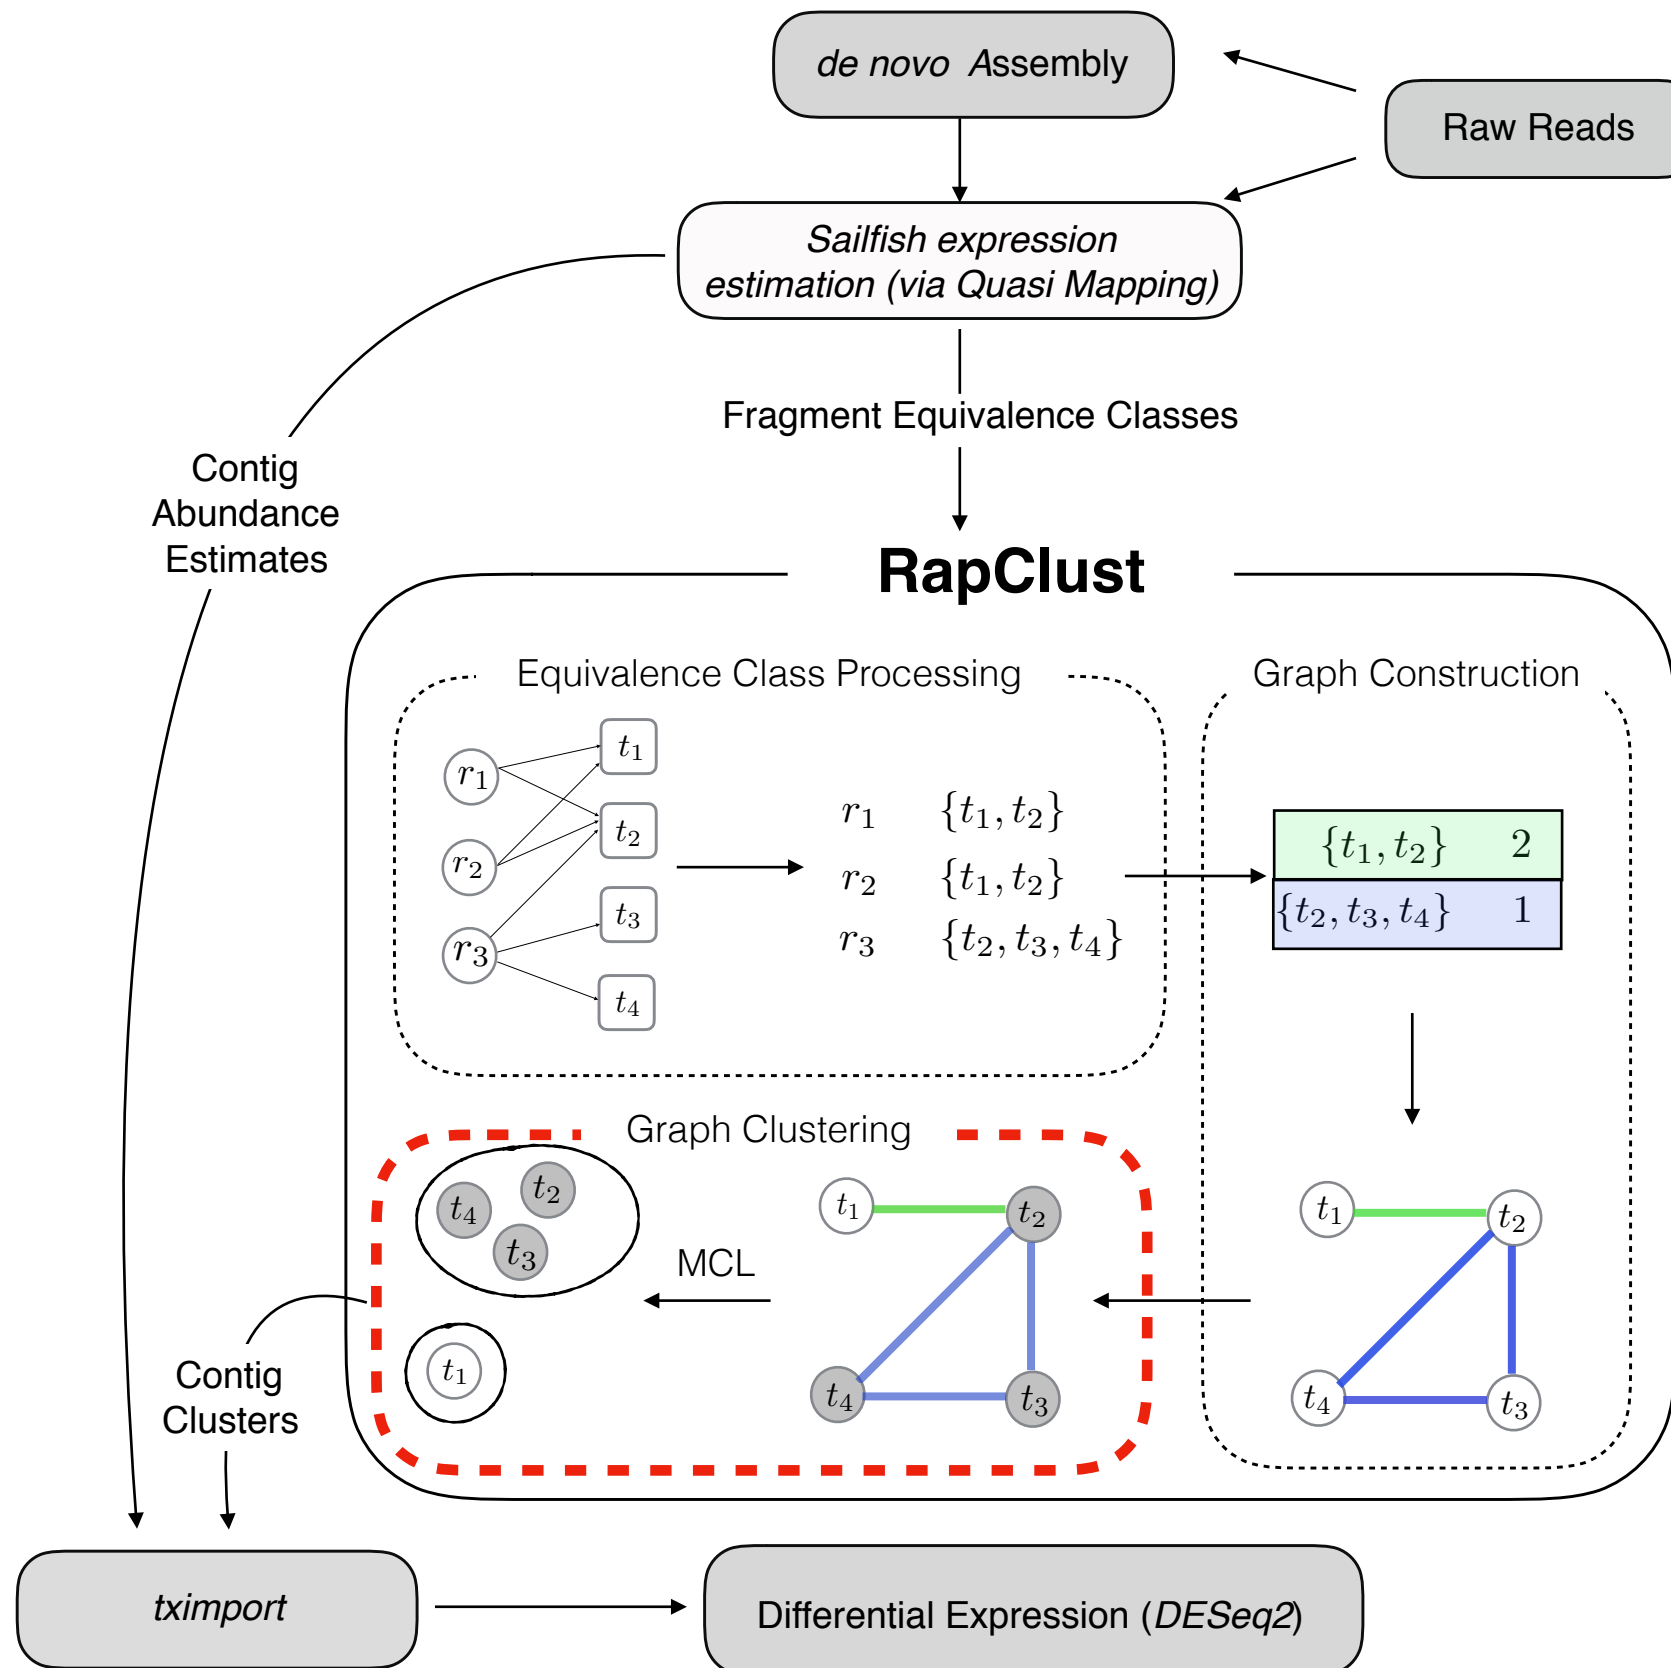 de novo Assembly
Raw Reads
Sailfish expression
estimation (via Quasi Mapping)
Fragment Equivalence Classes
Contig
Abundance
Estimates
RapClust
Equivalence Class Processing
r₁
r₂
r₃
t₁
t₂
t₃
t₄
r₁ {t₁, t₂}
r₂ {t₁, t₂}
r₃ {t₂, t₃, t₄}
Graph Construction
{t₁, t₂} 2
{t₂, t₃, t₄} 1
t₁
t₂
t₄
t₃
Graph Clustering
t₁
t₂
t₄
t₃
MCL
t₄
t₂
t₃
t₁
Contig
Clusters
tximport
Differential Expression (DESeq2)